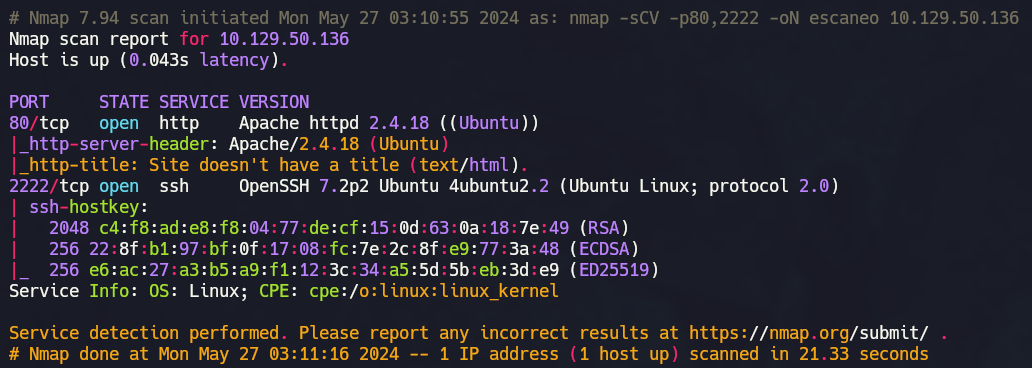 # Nmap 7.94 scan initiated Mon May 27 03:10:55 2024 as: nmap -sCV -p80,2222 -oN escaneo 10.129.50.136
Nmap scan report for 10.129.50.136
Host is up (0.043s latency).
PORT     STATE SERVICE VERSION
80/tcp   open  http    Apache httpd 2.4.18 ((Ubuntu))
|_http-server-header: Apache/2.4.18 (Ubuntu)
|_http-title: Site doesn't have a title (text/html).
2222/tcp open  ssh     OpenSSH 7.2p2 Ubuntu 4ubuntu2.2 (Ubuntu Linux; protocol 2.0)
| ssh-hostkey:
|   2048 c4:f8:ad:e8:f8:04:77:de:cf:15:0d:63:0a:18:7e:49 (RSA)
|   256 22:8f:b1:97:bf:0f:17:08:fc:7e:2c:8f:e9:77:3a:48 (ECDSA)
|_  256 e6:ac:27:a3:b5:a9:f1:12:3c:34:a5:5d:5b:eb:3d:e9 (ED25519)
Service Info: OS: Linux; CPE: cpe:/o:linux:linux_kernel
Service detection performed. Please report any incorrect results at https://nmap.org/submit/ .
# Nmap done at Mon May 27 03:11:16 2024 -- 1 IP address (1 host up) scanned in 21.33 seconds